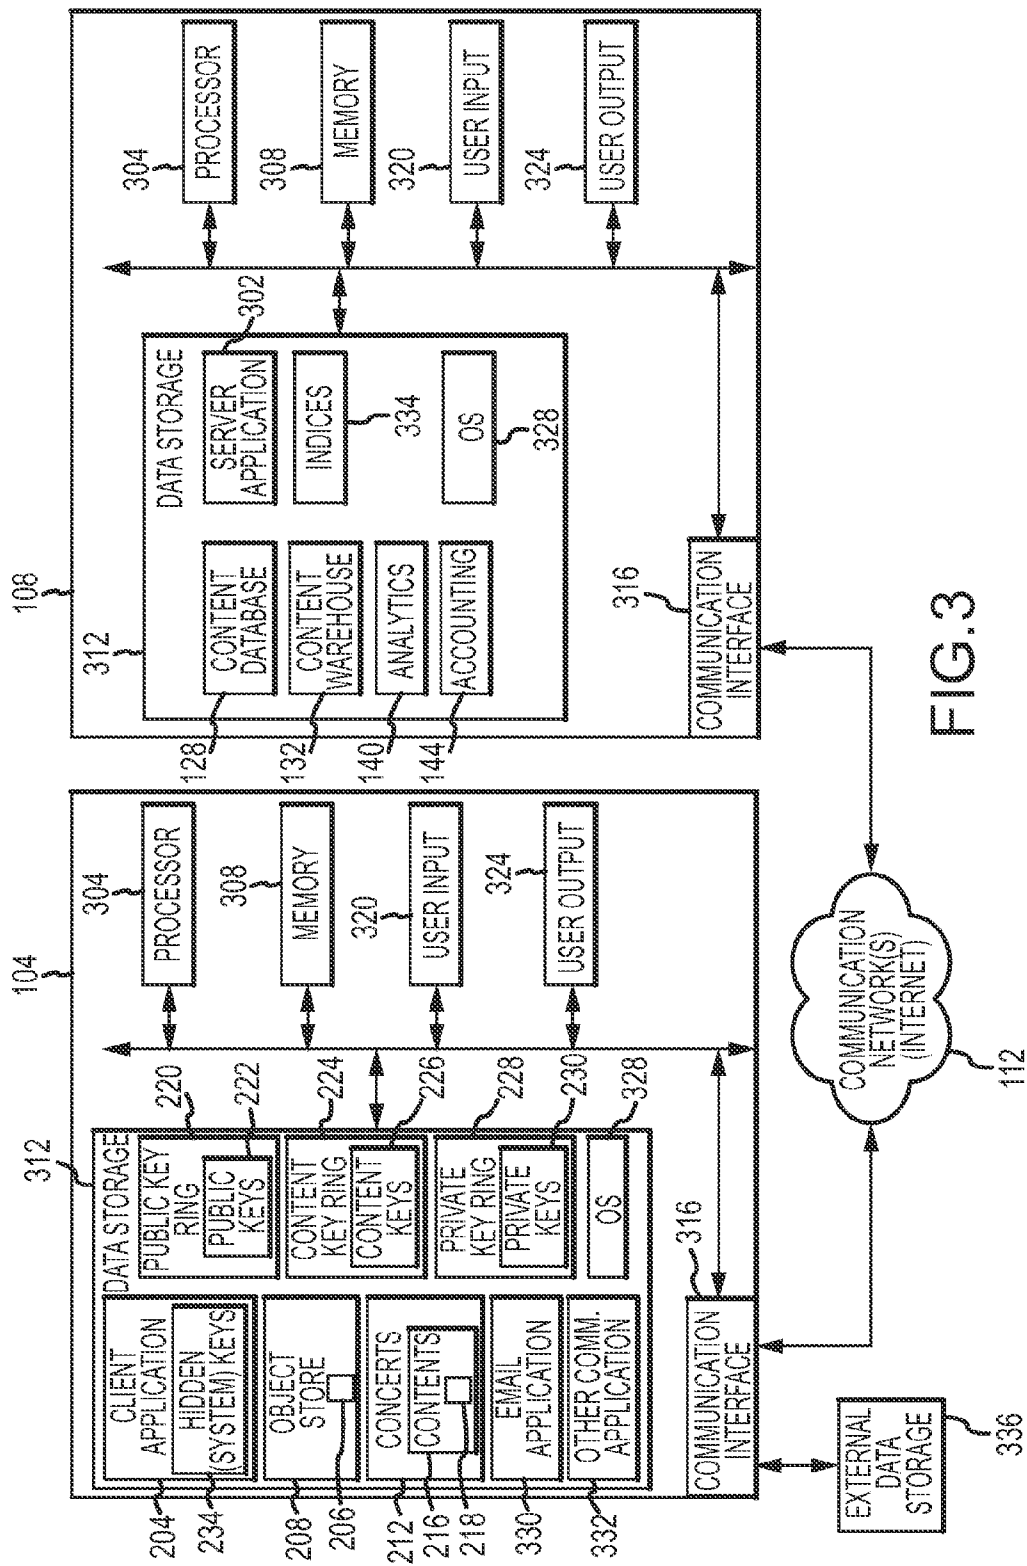 104
312
DATA STORAGE
204
CLIENT
APPLICATION
234
HIDDEN
(SYSTEM) KEYS
208
OBJECT
STORE
206
212
CONCERTS
216
CONTENTS
218
330
EMAIL
APPLICATION
332
OTHER COMM.
APPLICATION
PUBLIC KEY
RING
220
PUBLIC
KEYS
222
CONTENT
KEY RING
224
CONTENT
KEYS
226
PRIVATE
KEY RING
228
PRIVATE
KEYS
230
OS
328
304
PROCESSOR
308
MEMORY
320
USER INPUT
324
USER OUTPUT
316
COMMUNICATION
INTERFACE
EXTERNAL
DATA
STORAGE
336
COMMUNICATION
NETWORK(S)
(INTERNET)
112
108
312
DATA STORAGE
128
CONTENT
DATABASE
132
CONTENT
WAREHOUSE
140
ANALYTICS
144
ACCOUNTING
302
SERVER
APPLICATION
INDICES
334
OS
328
304
PROCESSOR
308
MEMORY
320
USER INPUT
324
USER OUTPUT
316
COMMUNICATION
INTERFACE
FIG.3